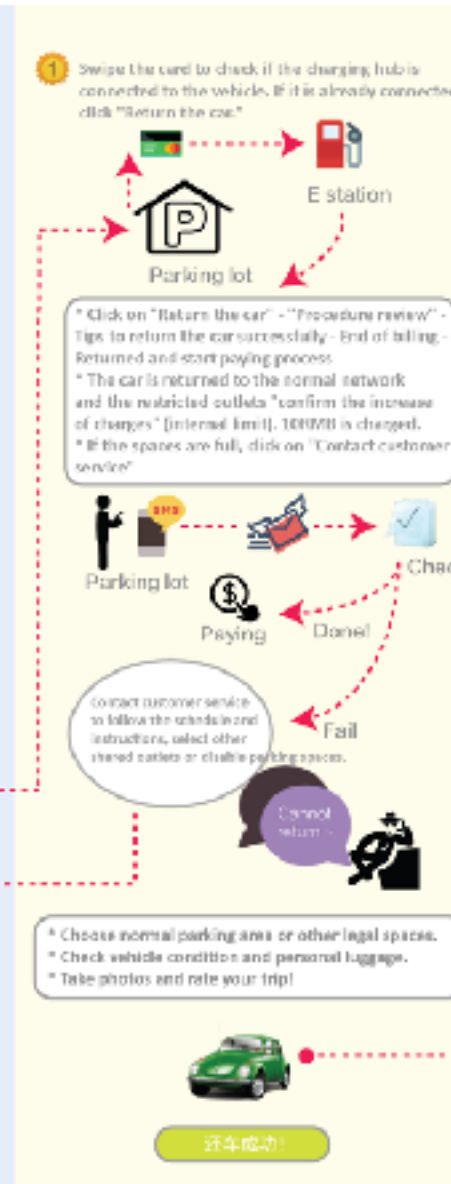 1
Swipe the card to check if the charging hub is
connected to the vehicle. If it is already connected
click "Return the car."
E station
P
Parking lot
* Click on "Return the car" - "Procedure review" -
Tips to return the car successfully - End of billing -
Returned and start paying process
* The car is returned to the normal network
and the restricted outlets "confirm the increase
of charges" (internal limit). 10RMB is charged.
* If the spaces are full, click on "Contact customer
service"
SMS
Parking lot
Chec
$
Paying
Done!
Contact customer service
to follow the schedule and
instructions, select other
shared outlets or disable parking spaces.
Fail
Cannot
return
* Choose normal parking area or other legal spaces.
* Check vehicle condition and personal luggage.
* Take photos and rate your trip!
还车成功！